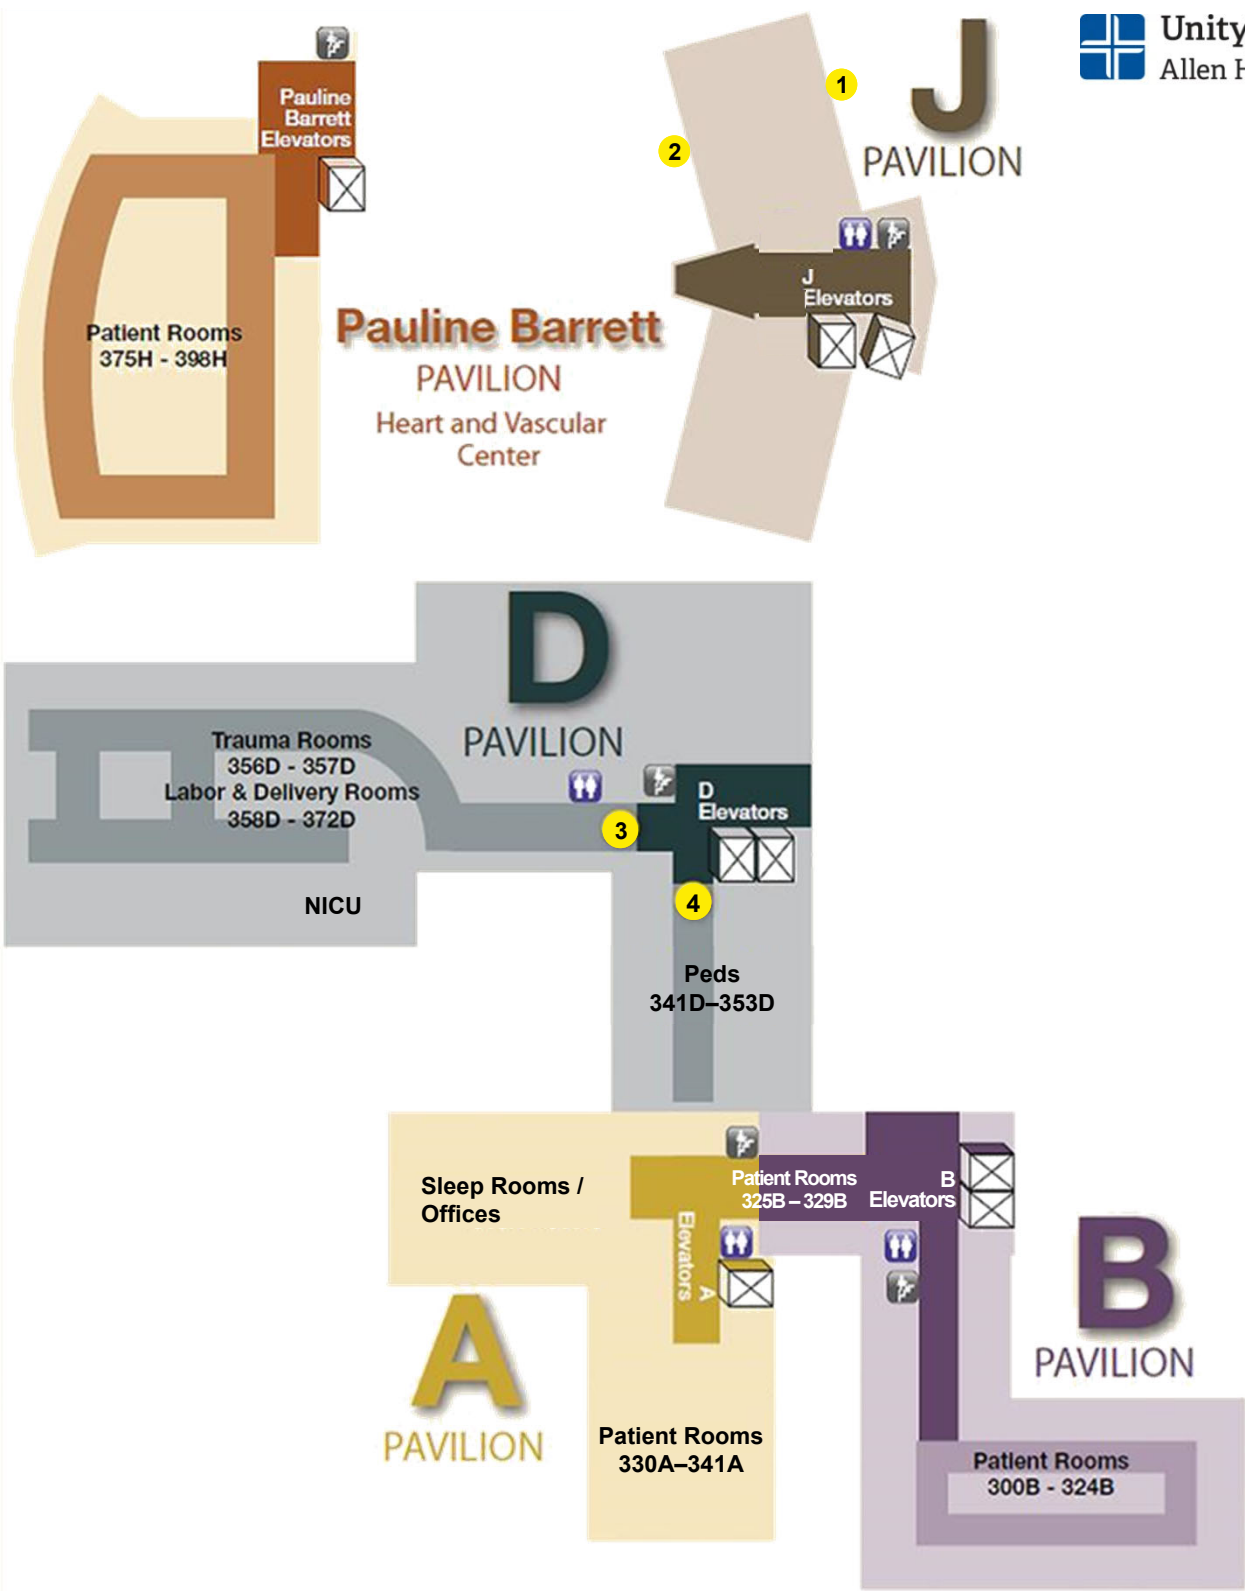 Unity
Allen H
J
PAVILION
1
2
J
Elevators
Pauline
Barrett
Elevators
Patient Rooms
375H - 398H
Pauline Barrett
PAVILION
Heart and Vascular
Center
D
PAVILION
Trauma Rooms
356D - 357D
Labor & Delivery Rooms
358D - 372D
NICU
D
Elevators
3
4
Peds
341D–353D
Sleep Rooms /
Offices
A
Elevators
A
PAVILION
Patient Rooms
330A–341A
Patient Rooms
325B – 329B
B
Elevators
B
PAVILION
Patient Rooms
300B - 324B